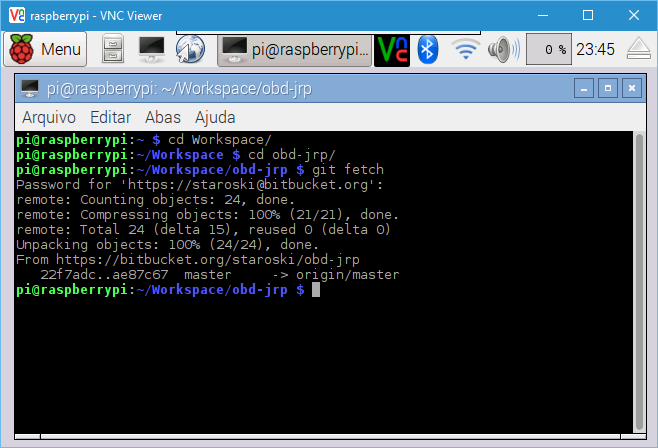 raspberrypi - VNC Viewer
Menu
pi@raspberrypi...
0 %
23:45
pi@raspberrypi: ~/Workspace/obd-jrp
Arquivo Editar Abas Ajuda
pi@raspberrypi:~ $ cd Workspace/
pi@raspberrypi:~/Workspace $ cd obd-jrp/
pi@raspberrypi:~/Workspace/obd-jrp $ git fetch
Password for 'https://staroski@bitbucket.org':
remote: Counting objects: 24, done.
remote: Compressing objects: 100% (21/21), done.
remote: Total 24 (delta 15), reused 0 (delta 0)
Unpacking objects: 100% (24/24), done.
From https://bitbucket.org/staroski/obd-jrp
   22f7adc..ae87c67  master     -> origin/master
pi@raspberrypi:~/Workspace/obd-jrp $